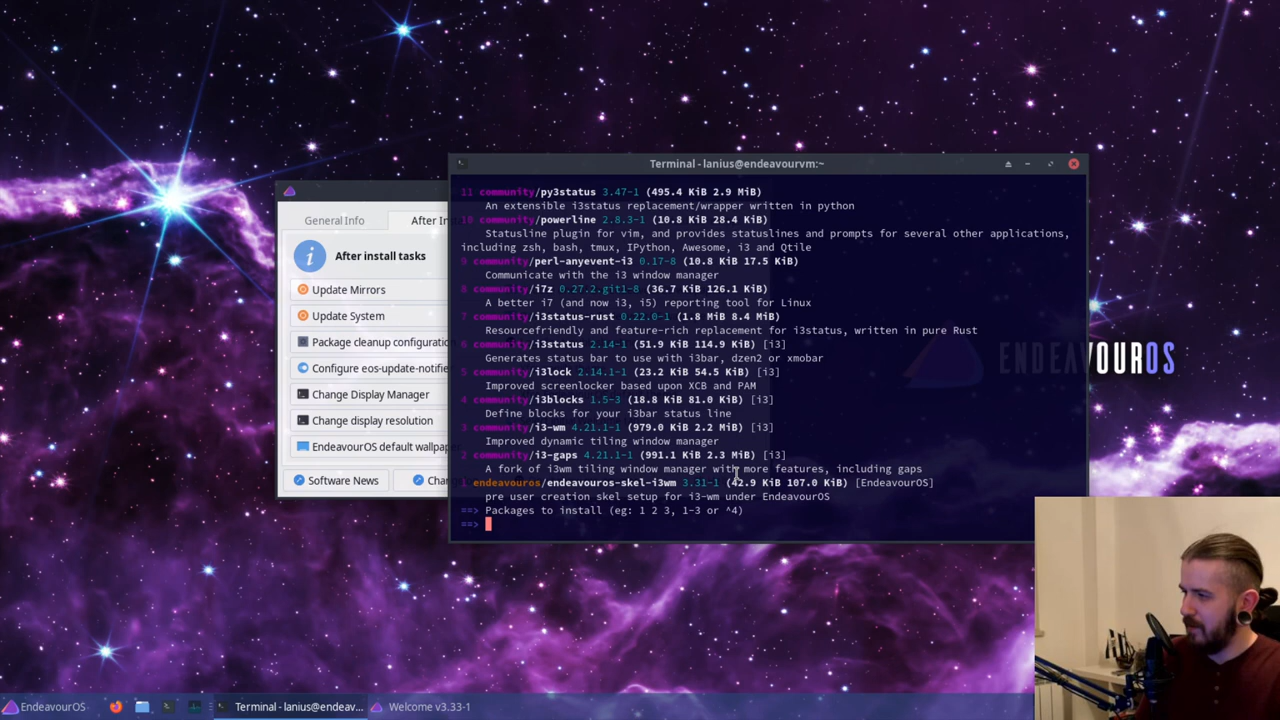 Terminal - lanius@endeavourvm:~
General Info
After In
After install tasks
Update Mirrors
Update System
Package cleanup configuratio
Configure eos-update-notifie
Change Display Manager
Change display resolution
EndeavourOS default wallpap
Software News
Chan
11 community/py3status 3.47-1 (495.4 KiB 2.9 MiB)
An extensible i3status replacement/wrapper written in python
10 community/powerline 2.8.3-1 (10.8 KiB 28.4 KiB)
Statusline plugin for vim, and provides statuslines and prompts for several other applications,
including zsh, bash, tmux, IPython, Awesome, i3 and Qtile
9 community/perl-anyevent-i3 0.17-8 (10.8 KiB 17.5 KiB)
Communicate with the i3 window manager
8 community/i7z 0.27.2.git1-8 (36.7 KiB 126.1 KiB)
A better i7 (and now i3, i5) reporting tool for Linux
7 community/i3status-rust 0.22.0-1 (1.8 MiB 8.4 MiB)
Resourcefriendly and feature-rich replacement for i3status, written in pure Rust
6 community/i3status 2.14-1 (51.9 KiB 114.9 KiB) [i3]
Generates status bar to use with i3bar, dzen2 or xmobar
5 community/i3lock 2.14.1-1 (23.2 KiB 54.5 KiB) [i3]
Improved screenlocker based upon XCB and PAM
4 community/i3blocks 1.5-3 (18.8 KiB 81.0 KiB) [i3]
Define blocks for your i3bar status line
3 community/i3-wm 4.21.1-1 (979.0 KiB 2.2 MiB) [i3]
Improved dynamic tiling window manager
2 community/i3-gaps 4.21.1-1 (991.1 KiB 2.3 MiB) [i3]
A fork of i3wm tiling window manager with more features, including gaps
1 endeavouros/endeavouros-skel-i3wm 3.31-1 (42.9 KiB 107.0 KiB) [EndeavourOS]
pre user creation skel setup for i3-wm under EndeavourOS
==> Packages to install (eg: 1 2 3, 1-3 or ^4)
==>
ENDEAVOUROS
EndeavourOS
Terminal - lanius@endeav...
Welcome v3.33-1